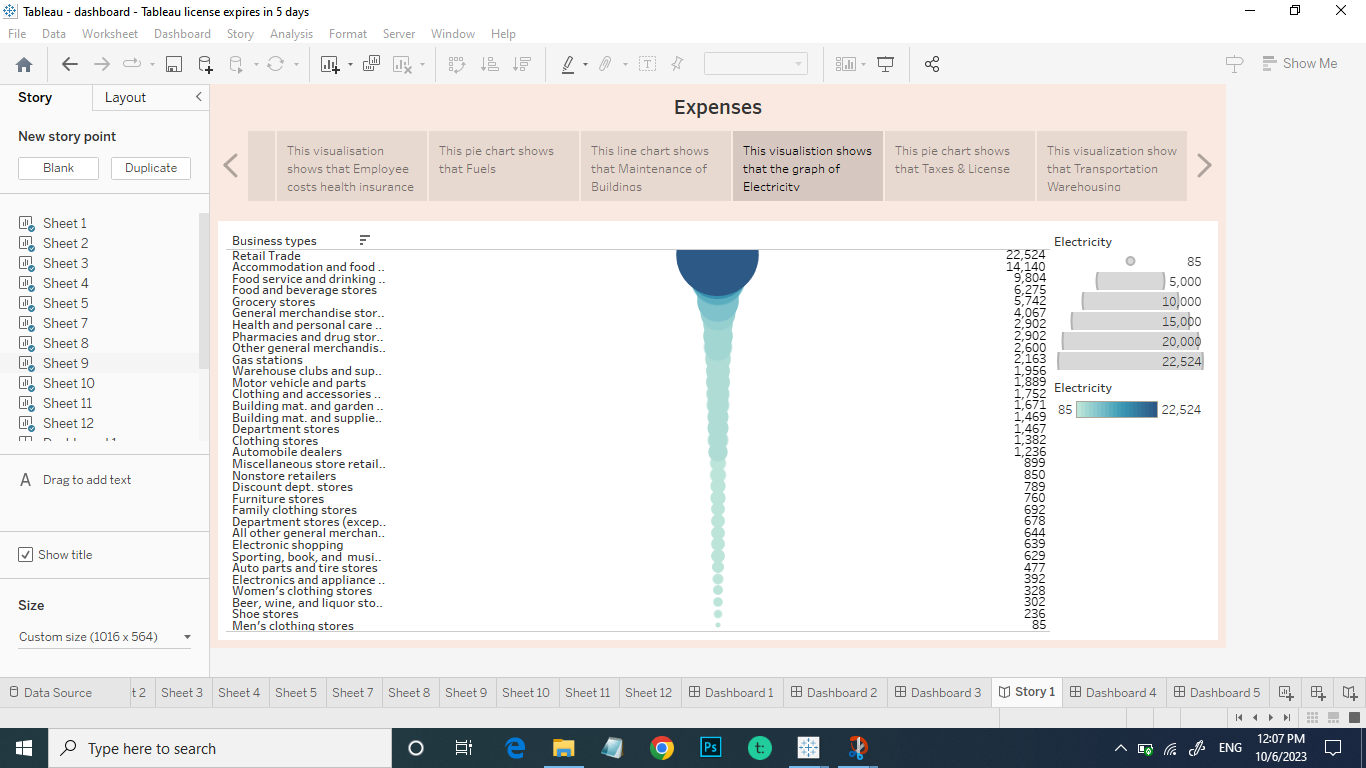 Tableau - dashboard - Tableau license expires in 5 days
File Data Worksheet Dashboard Story Analysis Format Server Window Help
Show Me
Story Layout
New story point
Blank Duplicate
Sheet 1
Sheet 2
Sheet 3
Sheet 4
Sheet 5
Sheet 7
Sheet 8
Sheet 9
Sheet 10
Sheet 11
Sheet 12
Dashboard 1
A Drag to add text
Show title
Size
Custom size (1016 x 564)
Expenses
This visualisation
shows that Employee
costs health insurance
This pie chart shows
that Fuels
This line chart shows
that Maintenance of
Buildings
This visualistion shows
that the graph of
Electricity
This pie chart shows
that Taxes & License
This visualization show
that Transportation
Warehousing
Business types
Retail Trade 22,524
Accommodation and food .. 14,140
Food service and drinking .. 9,804
Food and beverage stores 6,275
Grocery stores 5,742
General merchandise stor.. 4,067
Health and personal care .. 2,902
Pharmacies and drug stor.. 2,902
Other general merchandis.. 2,600
Gas stations 2,163
Warehouse clubs and sup.. 1,956
Motor vehicle and parts 1,889
Clothing and accessories .. 1,752
Building mat. and garden .. 1,671
Building mat. and supplie.. 1,469
Department stores 1,467
Clothing stores 1,382
Automobile dealers 1,236
Miscellaneous store retail.. 899
Nonstore retailers 850
Discount dept. stores 789
Furniture stores 760
Family clothing stores 692
Department stores (excep.. 678
All other general merchan.. 644
Electronic shopping 639
Sporting, book, and musi.. 629
Auto parts and tire stores 477
Electronics and appliance .. 392
Women's clothing stores 328
Beer, wine, and liquor sto.. 302
Shoe stores 236
Men's clothing stores 85
Electricity
85
5,000
10,000
15,000
20,000
22,524
Electricity
85 22,524
Data Source t 2 Sheet 3 Sheet 4 Sheet 5 Sheet 7 Sheet 8 Sheet 9 Sheet 10 Sheet 11 Sheet 12 Dashboard 1 Dashboard 2 Dashboard 3 Story 1 Dashboard 4 Dashboard 5
Type here to search
Ps
t:
ENG
12:07 PM
10/6/2023